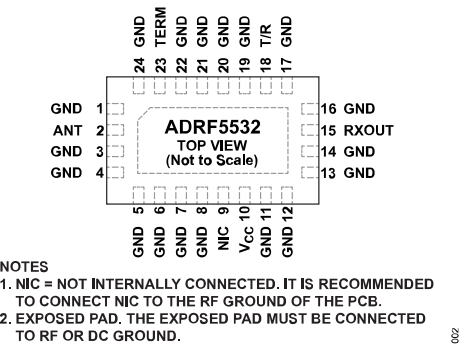 24 GND
23 TERM
22 GND
21 GND
20 GND
19 GND
18 T/R
17 GND
GND 1
ANT 2
GND 3
GND 4
ADRF5532
TOP VIEW
(Not to Scale)
16 GND
15 RXOUT
14 GND
13 GND
GND 5
GND 6
GND 7
GND 8
NIC 9
VCC 10
GND 11
GND 12
NOTES
1. NIC = NOT INTERNALLY CONNECTED. IT IS RECOMMENDED
TO CONNECT NIC TO THE RF GROUND OF THE PCB.
2. EXPOSED PAD. THE EXPOSED PAD MUST BE CONNECTED
TO RF OR DC GROUND.
002